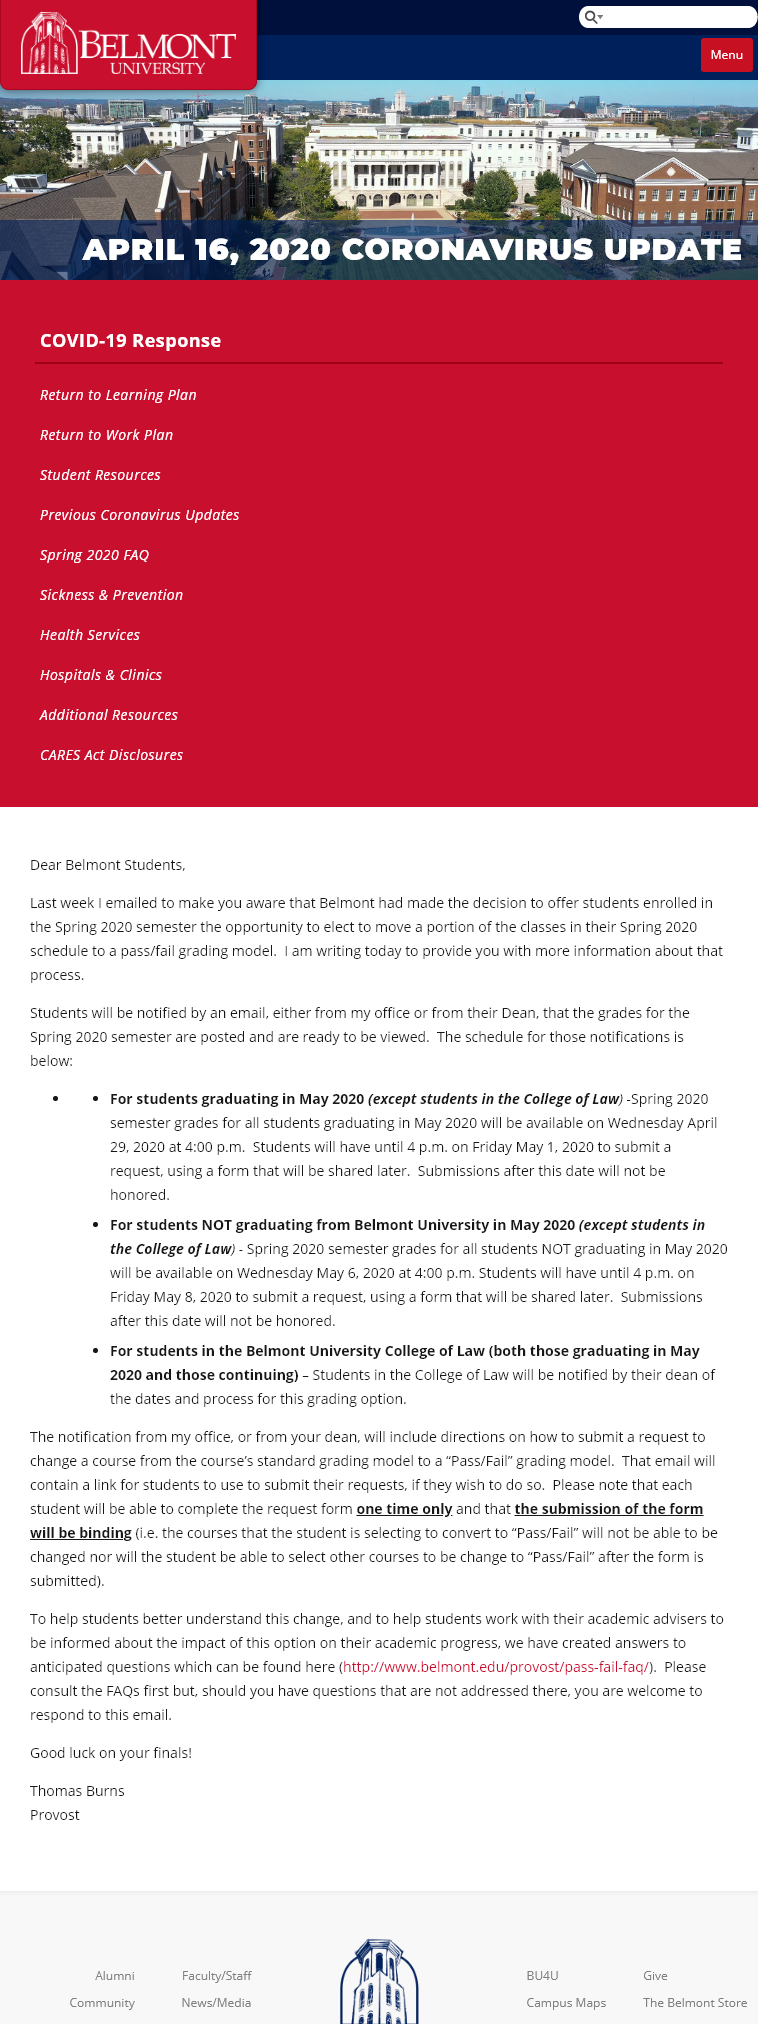 BELMONT
UNIVERSITY
Menu
APRIL 16, 2020 CORONAVIRUS UPDATE
COVID-19 Response
Return to Learning Plan
Return to Work Plan
Student Resources
Previous Coronavirus Updates
Spring 2020 FAQ
Sickness & Prevention
Health Services
Hospitals & Clinics
Additional Resources
CARES Act Disclosures
Dear Belmont Students,
Last week I emailed to make you aware that Belmont had made the decision to offer students enrolled in
the Spring 2020 semester the opportunity to elect to move a portion of the classes in their Spring 2020
schedule to a pass/fail grading model.  I am writing today to provide you with more information about that
process.
Students will be notified by an email, either from my office or from their Dean, that the grades for the
Spring 2020 semester are posted and are ready to be viewed.  The schedule for those notifications is
below:
• • For students graduating in May 2020 (except students in the College of Law) -Spring 2020
semester grades for all students graduating in May 2020 will be available on Wednesday April
29, 2020 at 4:00 p.m.  Students will have until 4 p.m. on Friday May 1, 2020 to submit a
request, using a form that will be shared later.  Submissions after this date will not be
honored.
• For students NOT graduating from Belmont University in May 2020 (except students in
the College of Law) - Spring 2020 semester grades for all students NOT graduating in May 2020
will be available on Wednesday May 6, 2020 at 4:00 p.m. Students will have until 4 p.m. on
Friday May 8, 2020 to submit a request, using a form that will be shared later.  Submissions
after this date will not be honored.
• For students in the Belmont University College of Law (both those graduating in May
2020 and those continuing) – Students in the College of Law will be notified by their dean of
the dates and process for this grading option.
The notification from my office, or from your dean, will include directions on how to submit a request to
change a course from the course’s standard grading model to a “Pass/Fail” grading model.  That email will
contain a link for students to use to submit their requests, if they wish to do so.  Please note that each
student will be able to complete the request form one time only and that the submission of the form
will be binding (i.e. the courses that the student is selecting to convert to “Pass/Fail” will not be able to be
changed nor will the student be able to select other courses to be change to “Pass/Fail” after the form is
submitted).
To help students better understand this change, and to help students work with their academic advisers to
be informed about the impact of this option on their academic progress, we have created answers to
anticipated questions which can be found here (http://www.belmont.edu/provost/pass-fail-faq/).  Please
consult the FAQs first but, should you have questions that are not addressed there, you are welcome to
respond to this email.
Good luck on your finals!
Thomas Burns
Provost
Alumni Faculty/Staff BU4U Give
Community News/Media Campus Maps The Belmont Store